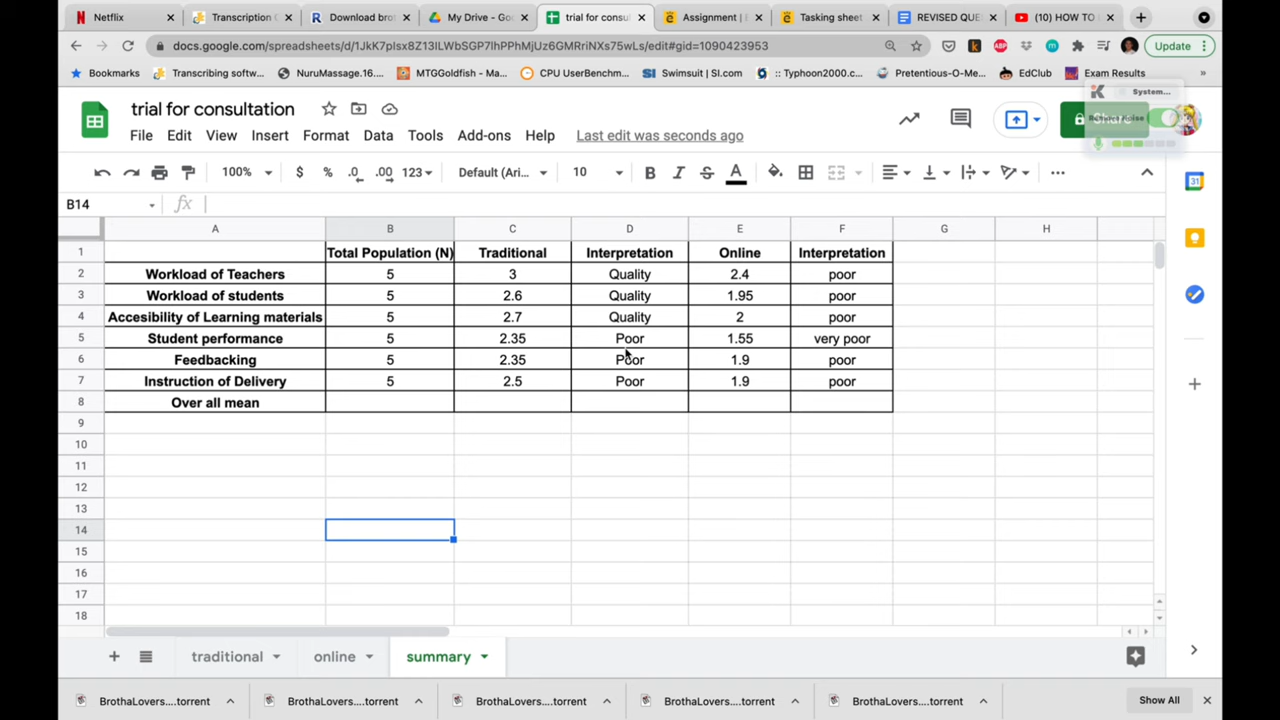 Netflix
Transcription
Download bro
My Drive - Go
trial for consu
Assignment |
Tasking sheet
REVISED QUE
(10) HOW TO
docs.google.com/spreadsheets/d/1JkK7pIsx8Z13ILWbSGP7lhPPhMjUz6GMRriNXs75wLs/edit#gid=1090423953
Update
Bookmarks
Transcribing softw...
NuruMassage.16....
MTGGoldfish - Ma...
CPU UserBenchm...
SI Swimsuit | SI.com
:: Typhoon2000.c...
Pretentious-O-Me...
EdClub
Exam Results
»
System...
trial for consultation
Share
File Edit View Insert Format Data Tools Add-ons Help Last edit was seconds ago
100% $ % .0 .00 123 Default (Ari... 10 B I S A
B14 fx
A B C D E F G H
1 Total Population (N) Traditional Interpretation Online Interpretation
2 Workload of Teachers 5 3 Quality 2.4 poor
3 Workload of students 5 2.6 Quality 1.95 poor
4 Accesibility of Learning materials 5 2.7 Quality 2 poor
5 Student performance 5 2.35 Poor 1.55 very poor
6 Feedbacking 5 2.35 Poor 1.9 poor
7 Instruction of Delivery 5 2.5 Poor 1.9 poor
8 Over all mean
9
10
11
12
13
14
15
16
17
18
31
traditional
online
summary
BrothaLovers....torrent
BrothaLovers....torrent
BrothaLovers....torrent
BrothaLovers....torrent
BrothaLovers....torrent
Show All